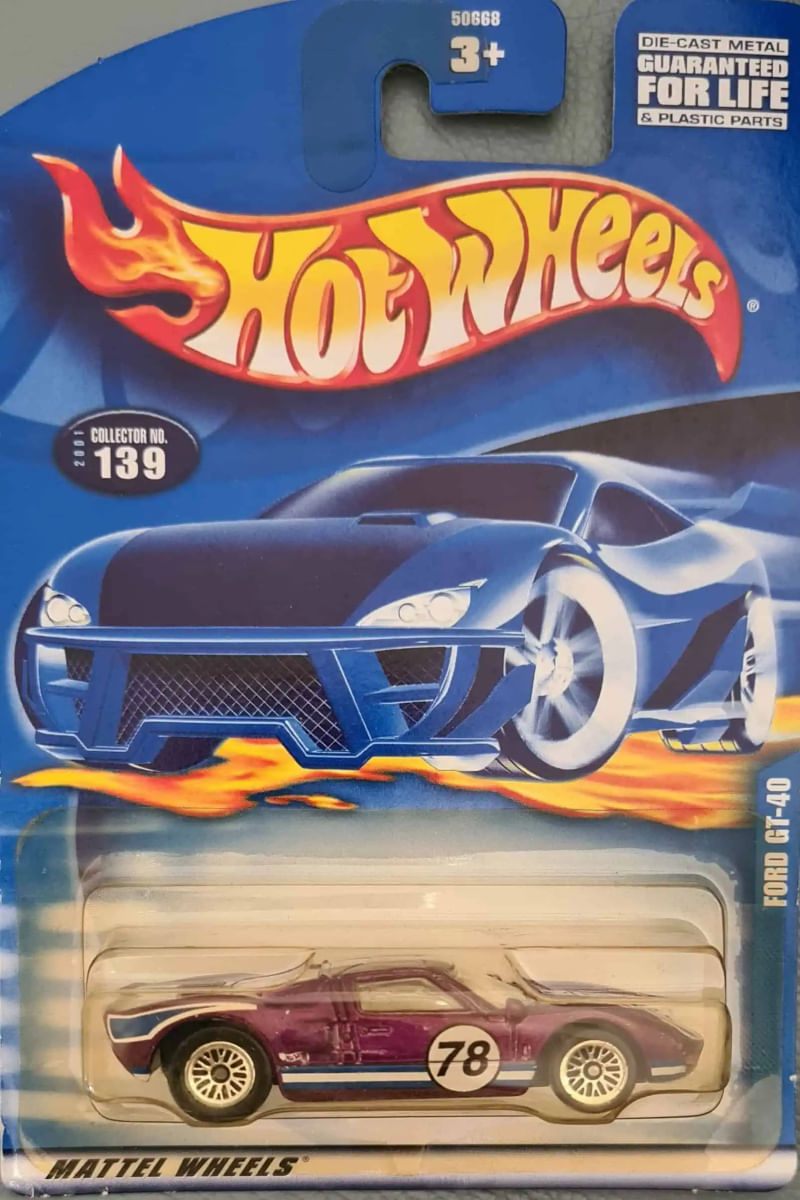 50668
3+
DIE-CAST METAL
GUARANTEED
FOR LIFE
& PLASTIC PARTS
HOT WHEELS®
2001
COLLECTOR NO.
139
FORD GT-40
78
MATTEL WHEELS®